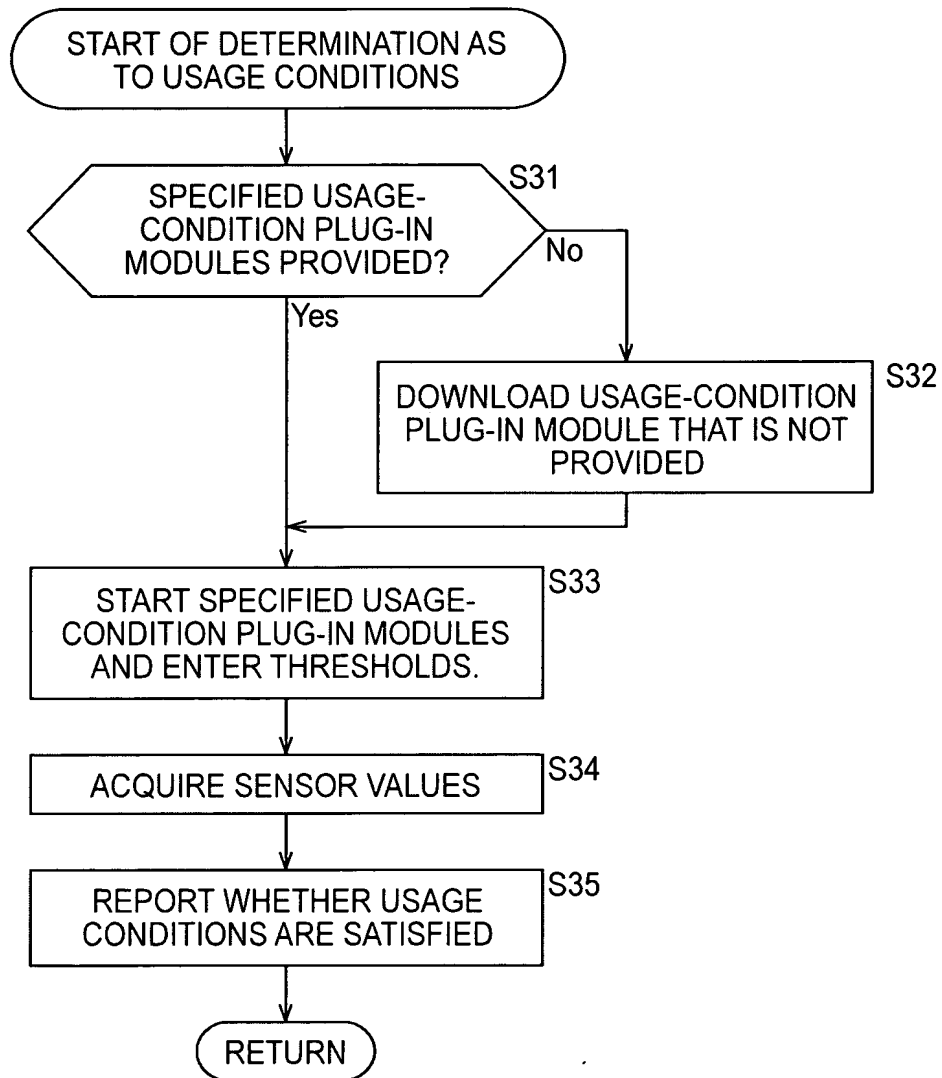 START OF DETERMINATION AS
TO USAGE CONDITIONS
S31
SPECIFIED USAGE-
CONDITION PLUG-IN
MODULES PROVIDED?
No
Yes
S32
DOWNLOAD USAGE-CONDITION
PLUG-IN MODULE THAT IS NOT
PROVIDED
S33
START SPECIFIED USAGE-
CONDITION PLUG-IN MODULES
AND ENTER THRESHOLDS.
S34
ACQUIRE SENSOR VALUES
S35
REPORT WHETHER USAGE
CONDITIONS ARE SATISFIED
RETURN